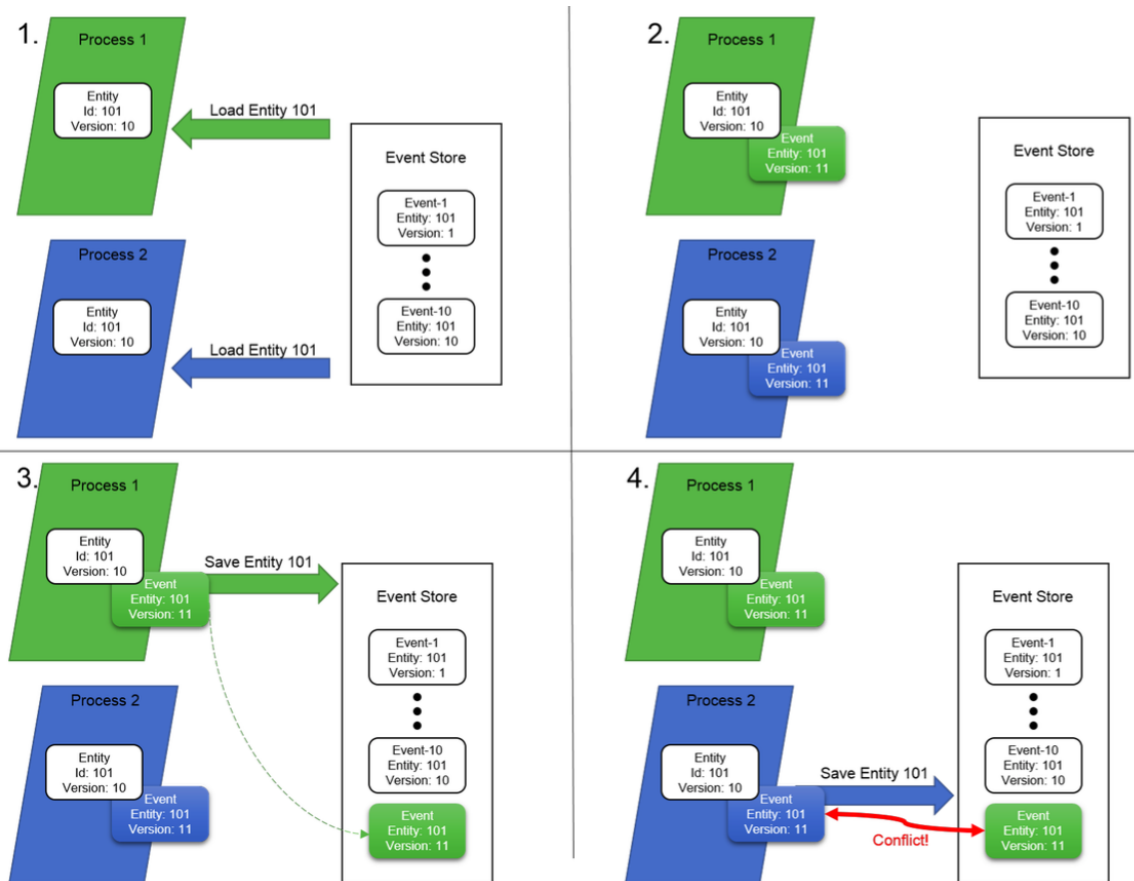 1.
Process 1
Entity
Id: 101
Version: 10
Load Entity 101
Event Store
Event-1
Entity: 101
Version: 1
Event-10
Entity: 101
Version: 10
Process 2
Entity
Id: 101
Version: 10
Load Entity 101
2.
Process 1
Entity
Id: 101
Version: 10
Event
Entity: 101
Version: 11
Event Store
Event-1
Entity: 101
Version: 1
Event-10
Entity: 101
Version: 10
Process 2
Entity
Id: 101
Version: 10
Event
Entity: 101
Version: 11
3.
Process 1
Entity
Id: 101
Version: 10
Event
Entity: 101
Version: 11
Save Entity 101
Event Store
Event-1
Entity: 101
Version: 1
Event-10
Entity: 101
Version: 10
Event
Entity: 101
Version: 11
Process 2
Entity
Id: 101
Version: 10
Event
Entity: 101
Version: 11
4.
Process 1
Entity
Id: 101
Version: 10
Event
Entity: 101
Version: 11
Event Store
Event-1
Entity: 101
Version: 1
Event-10
Entity: 101
Version: 10
Event
Entity: 101
Version: 11
Process 2
Entity
Id: 101
Version: 10
Event
Entity: 101
Version: 11
Save Entity 101
Conflict!